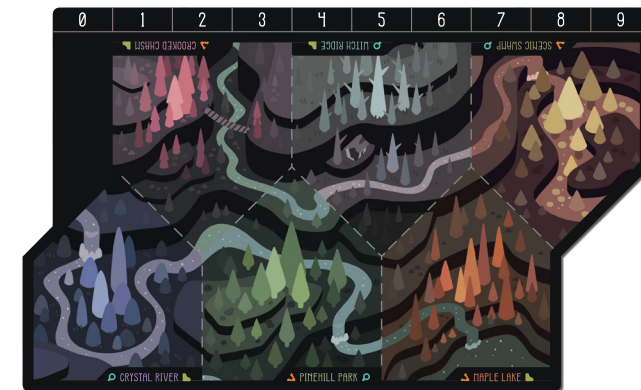 0 1 2 3 4 5 6 7 8 9
CROOKED CHASM WITCH RIDGE SCENIC SWAMP
CRYSTAL RIVER PINEHILL PARK MAPLE LAKE